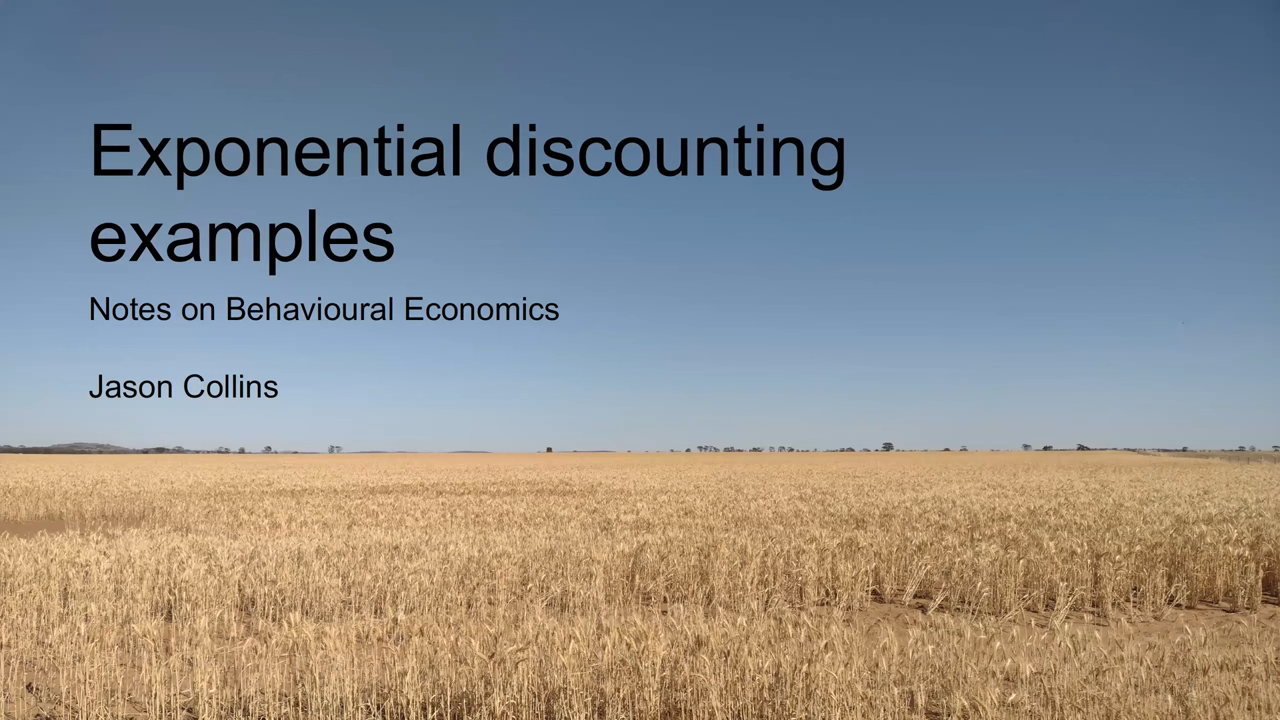 Exponential discounting
examples
Notes on Behavioural Economics
Jason Collins